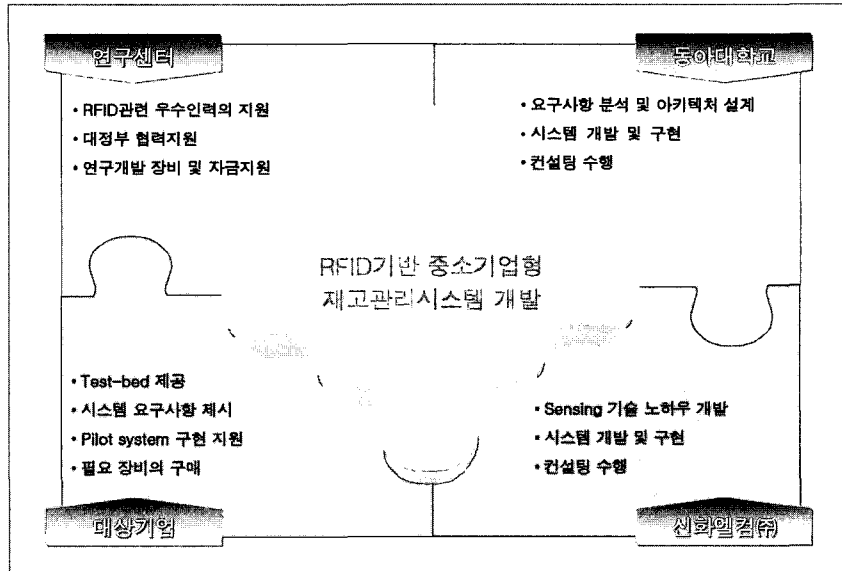 연구센터
• RFID관련 우수인력의 지원
• 대정부 협력지원
• 연구개발 장비 및 자금지원
동아대학교
• 요구사항 분석 및 아키텍처 설계
• 시스템 개발 및 구현
• 컨설팅 수행
RFID기반 중소기업형
재고관리시스템 개발
• Test-bed 제공
• 시스템 요구사항 제시
• Pilot system 구현 지원
• 필요 장비의 구매
대상기업
• Sensing 기술 노하우 개발
• 시스템 개발 및 구현
• 컨설팅 수행
신화엘컴(주)